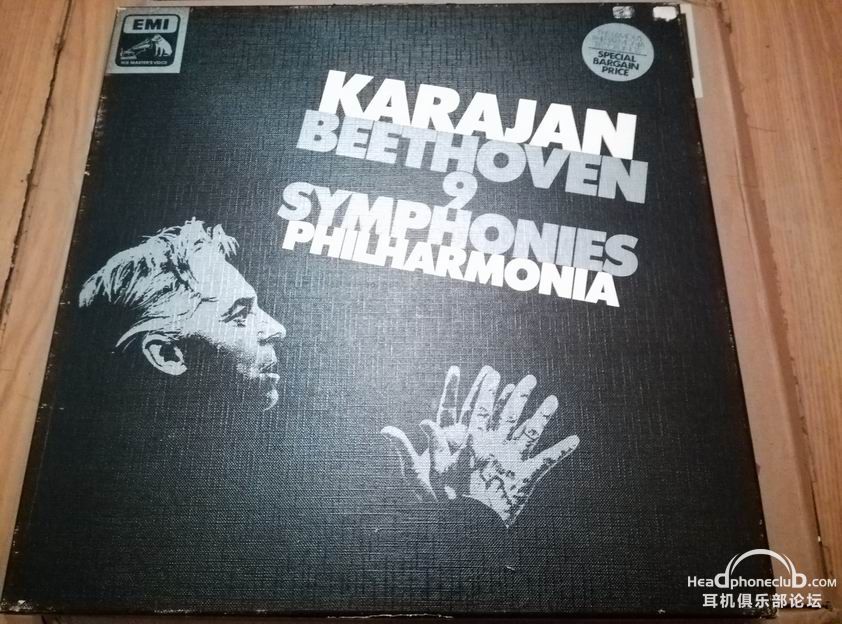 EMI
HIS MASTER'S VOICE
SPECIAL
BARGAIN
PRICE
KARAJAN
BEETHOVEN
9
SYMPHONIES
PHILHARMONIA
Headphoneclub.com
耳机俱乐部论坛